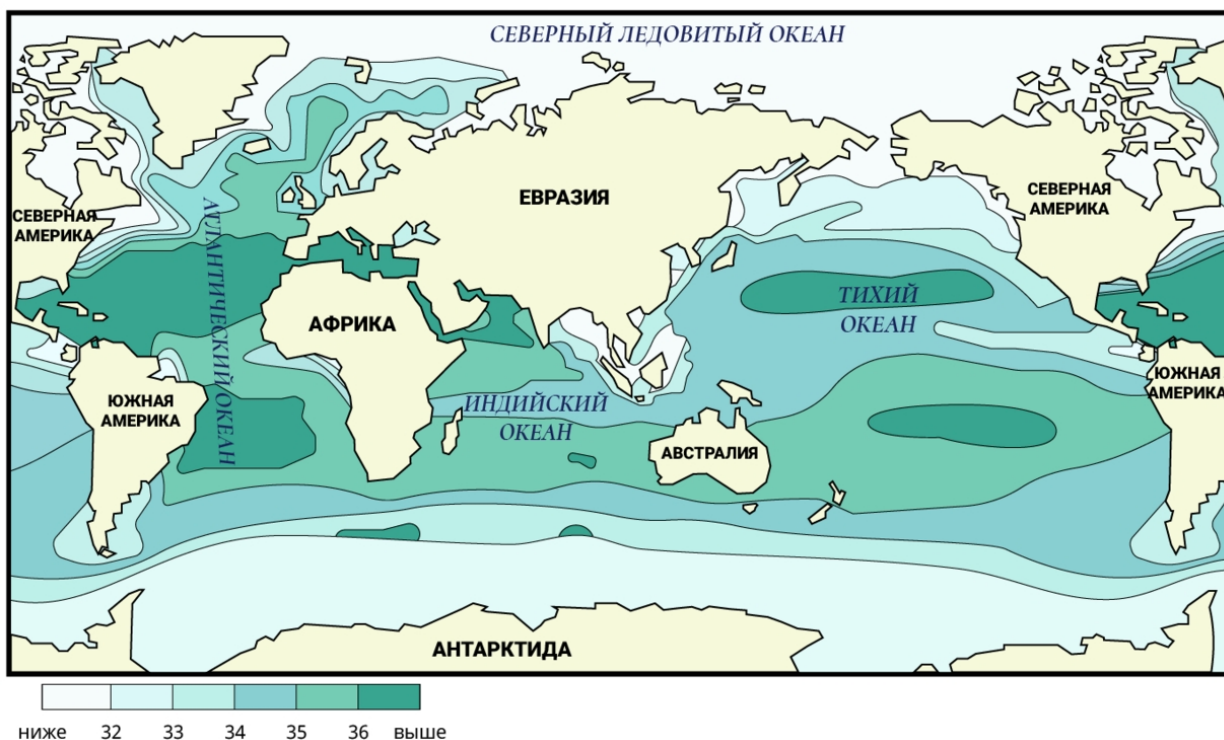 СЕВЕРНЫЙ ЛЕДОВИТЫЙ ОКЕАН
СЕВЕРНАЯ
АМЕРИКА
АТЛАНТИЧЕСКИЙ ОКЕАН
ЕВРАЗИЯ
СЕВЕРНАЯ
АМЕРИКА
АФРИКА
ТИХИЙ
ОКЕАН
ЮЖНАЯ
АМЕРИКА
ИНДИЙСКИЙ
ОКЕАН
АВСТРАЛИЯ
ЮЖНАЯ
АМЕРИКА
АНТАРКТИДА
ниже 32 33 34 35 36 выше